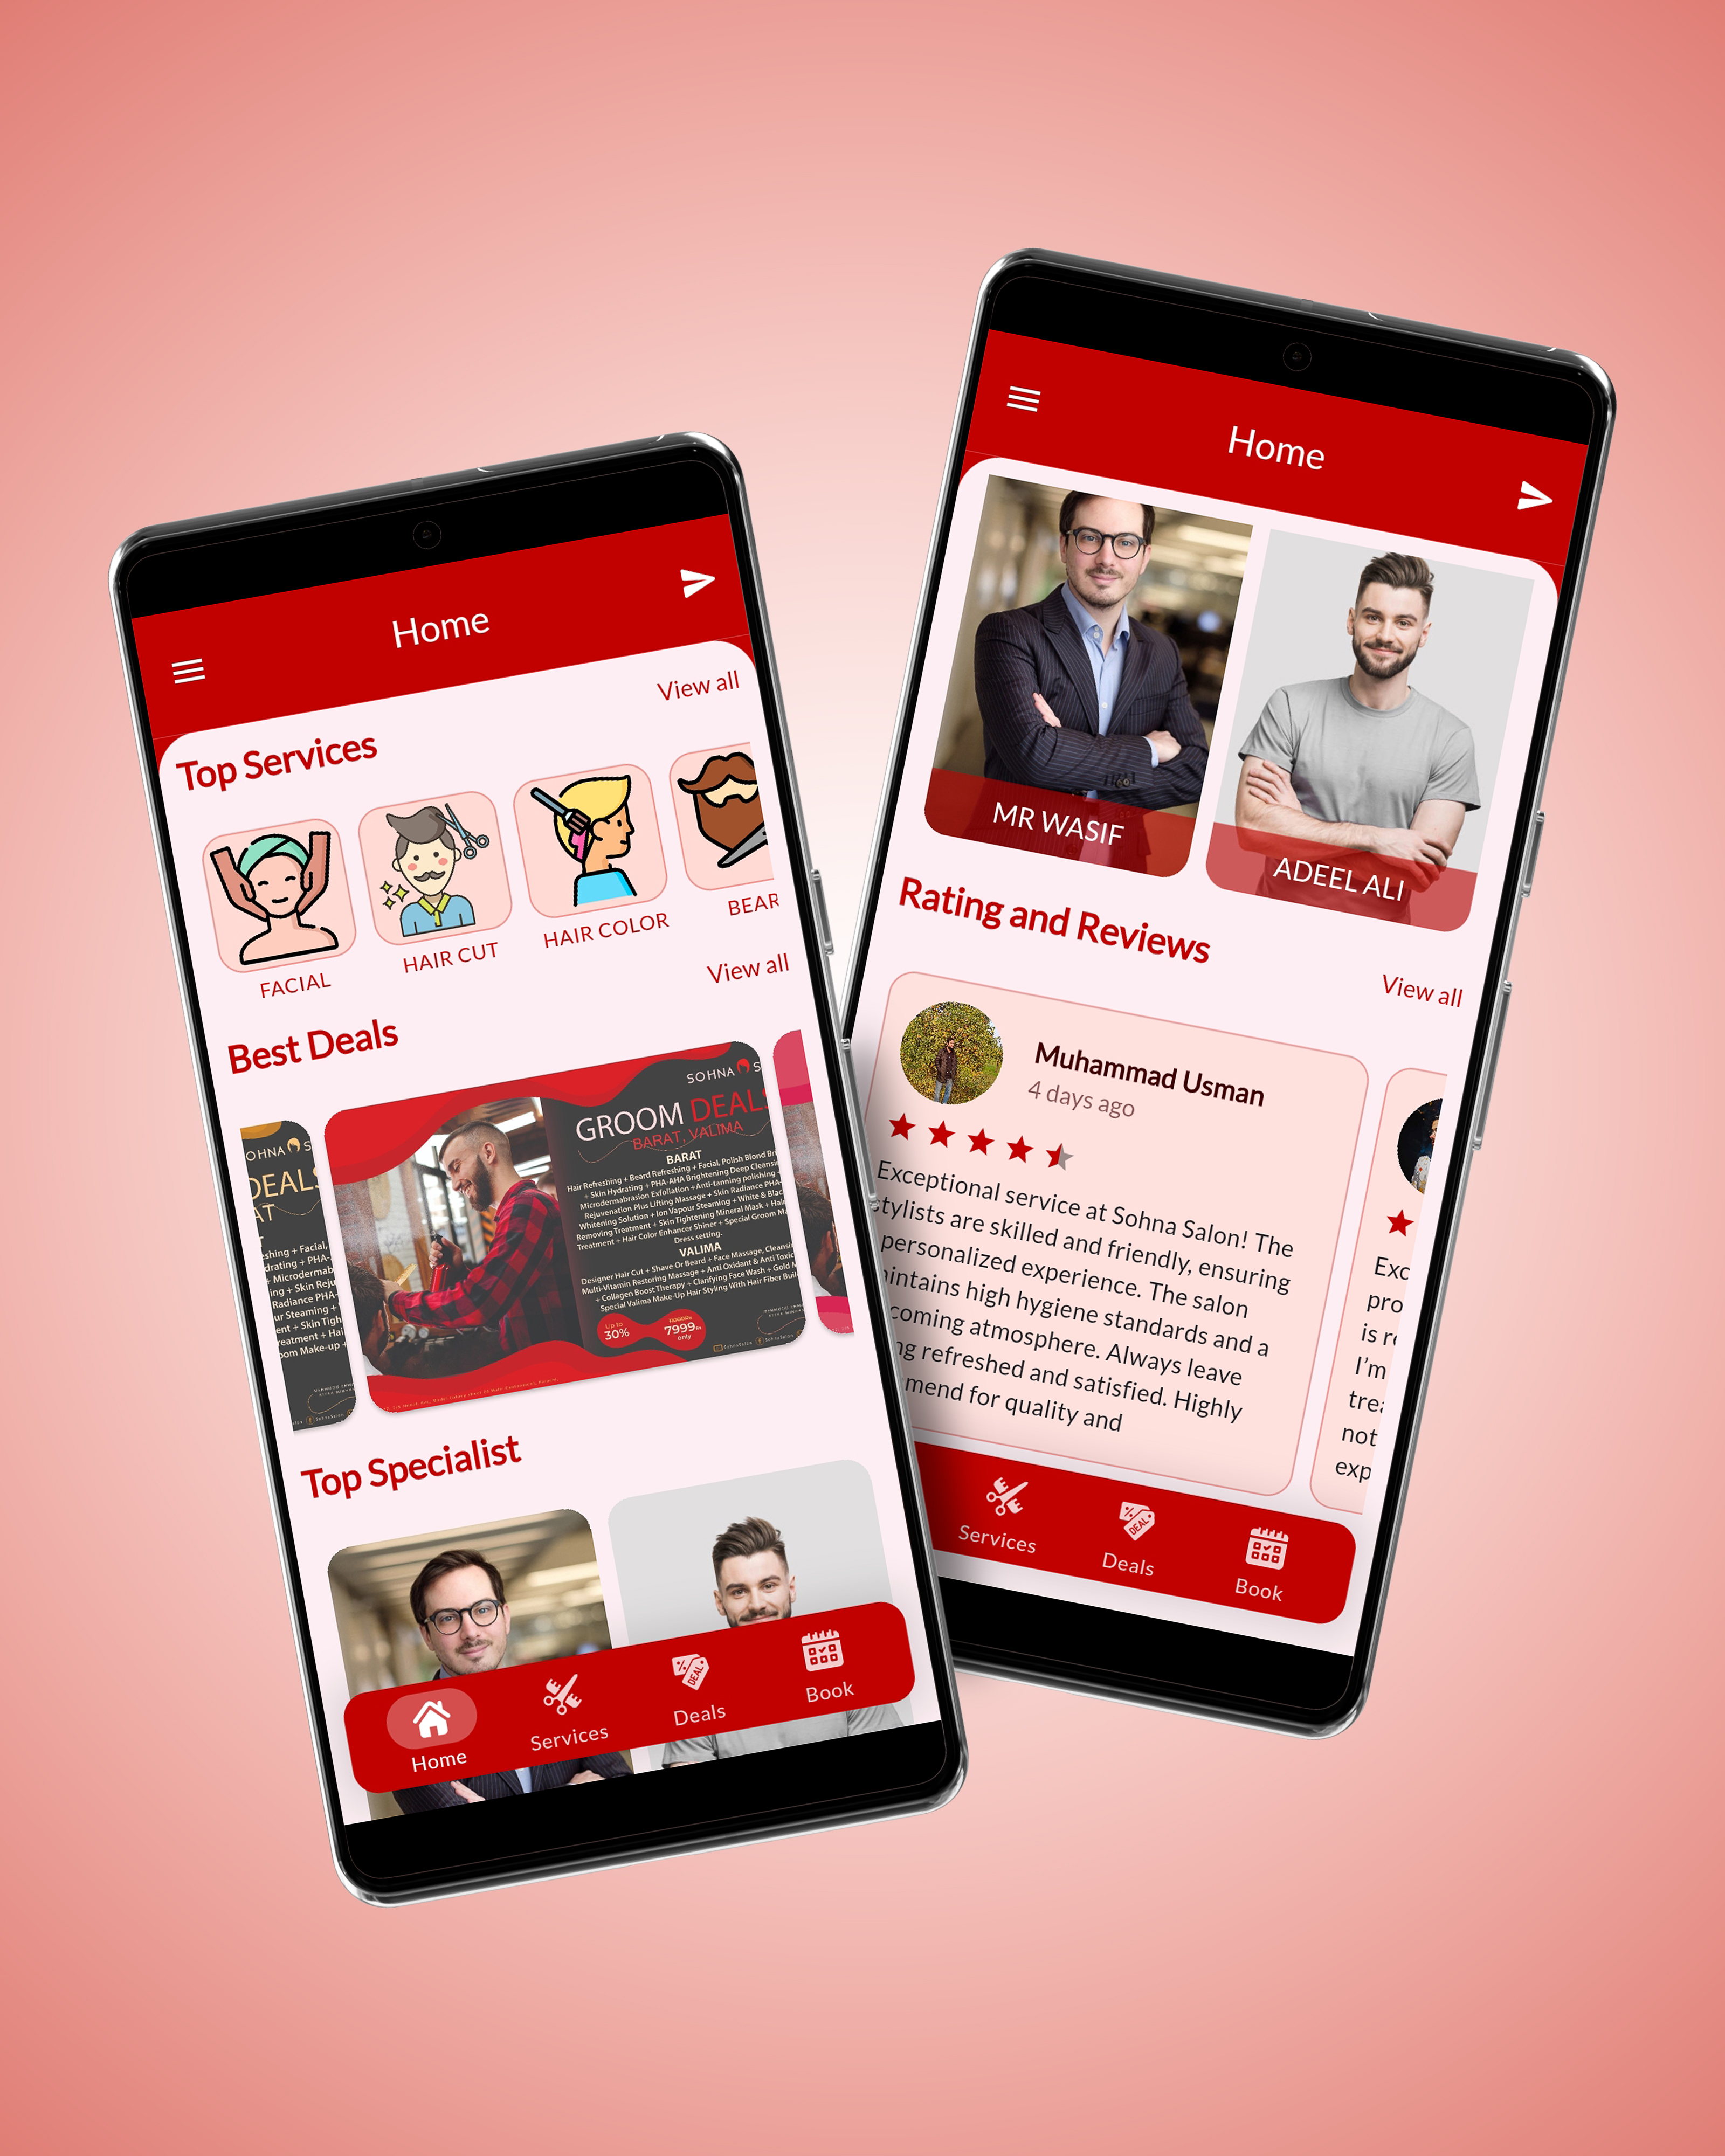 Home
View all
Top Services
FACIAL
HAIR CUT
HAIR COLOR
BEAR
View all
Best Deals
OHNA S
DEALS
AT
SOHNA S
GROOM DEALS
BARAT, VALIMA
BARAT
Hair Refreshing + Beard Refreshing + Facial, Polish Blond Br
+ Skin Hydrating + PHA-AHA Brightening Deep Cleansi
Microdermabrasion Exfoliation +Anti-tanning polishing
Rejuvenation Plus Lifting Massage + Skin Radiance PHA-
Whitening Solution + Ion Vapour Steaming + White & Blac
Removing Treatment + Skin Tightening Mineral Mask + Hai
Treatment + Hair Color Enhancer Shiner + Special Groom Ma
Dress setting.
VALIMA
Designer Hair Cut + Shave Or Beard + Face Massage, Cleansi
Multi-Vitamin Restoring Massage + Anti Oxidant & Anti Toxic
+ Collagen Boost Therapy + Clarifying Face Wash + Gold M
Special Valima Make-Up Hair Styling With Hair Fiber Buil
Up to
30%
7999Rs
only
Top Specialist
Home
Services
Deals
Book
Home
MR WASIF
ADEEL ALI
Rating and Reviews
View all
Muhammad Usman
4 days ago
Exceptional service at Sohna Salon! The
stylists are skilled and friendly, ensuring
personalized experience. The salon
intains high hygiene standards and a
coming atmosphere. Always leave
ng refreshed and satisfied. Highly
mend for quality and
Exc
pro
is re
I'm
trea
not
exp
Services
Deals
Book